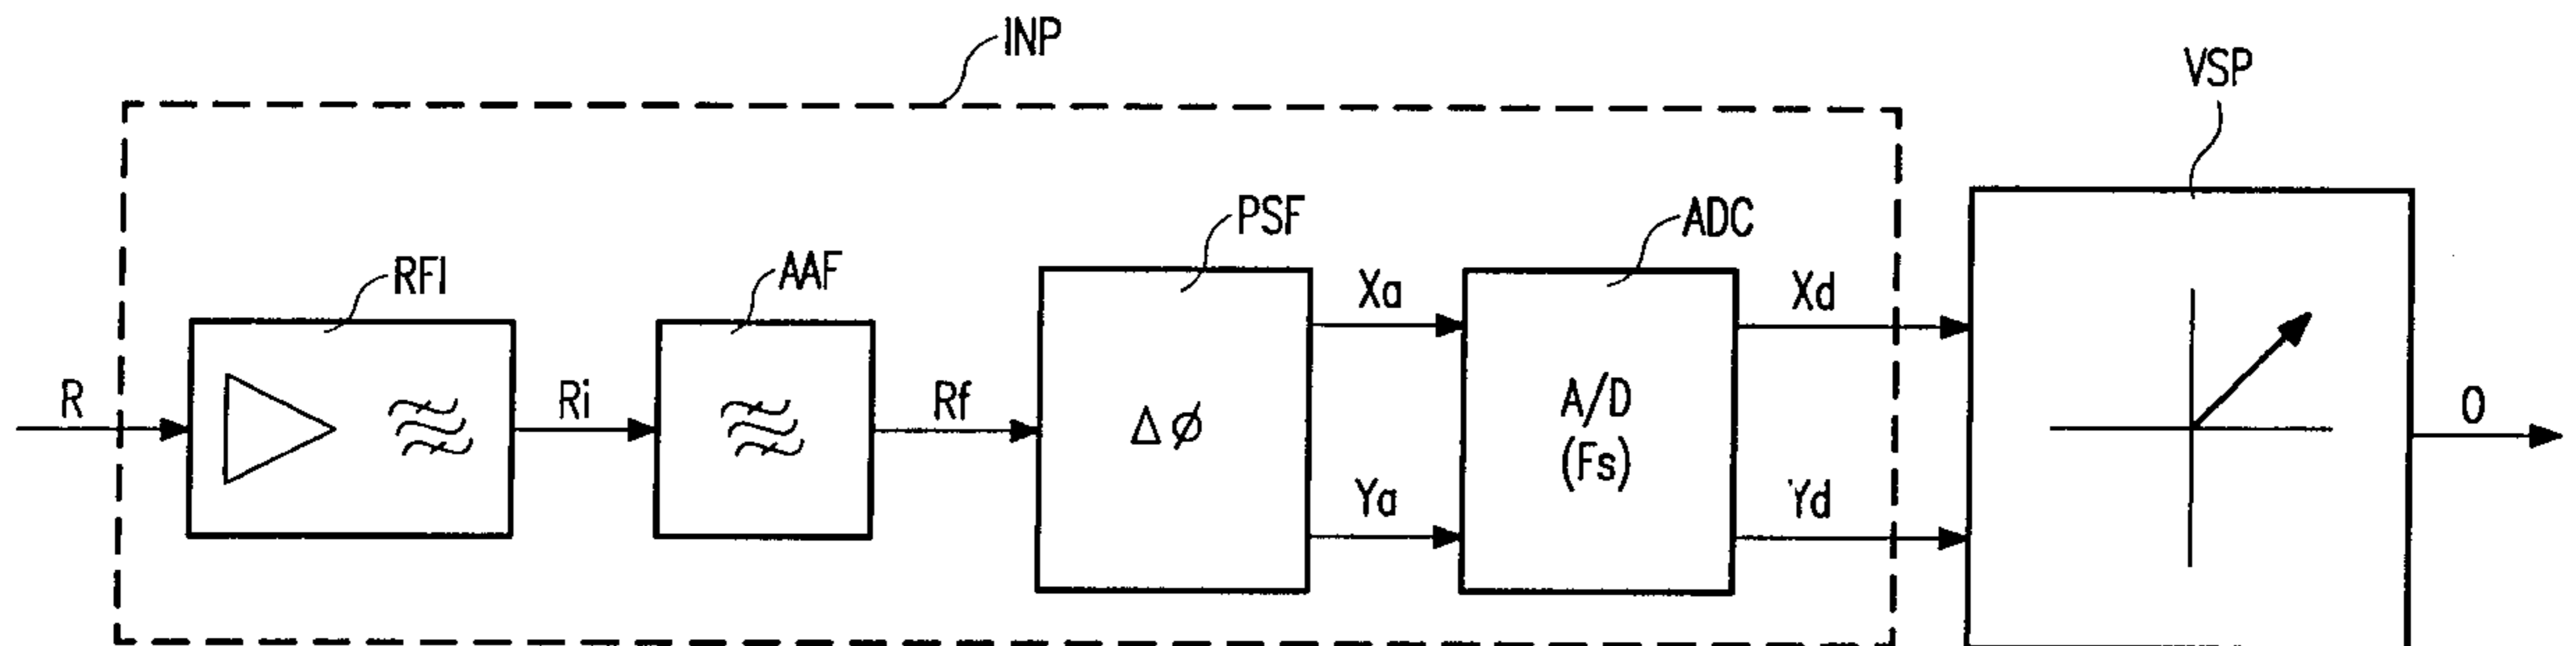 INP
VSP
PSF
ADC
RFI
AAF
Xa
Xd
R
Ri
Rf
Δφ
A/D
(Fs)
O
Ya
Yd